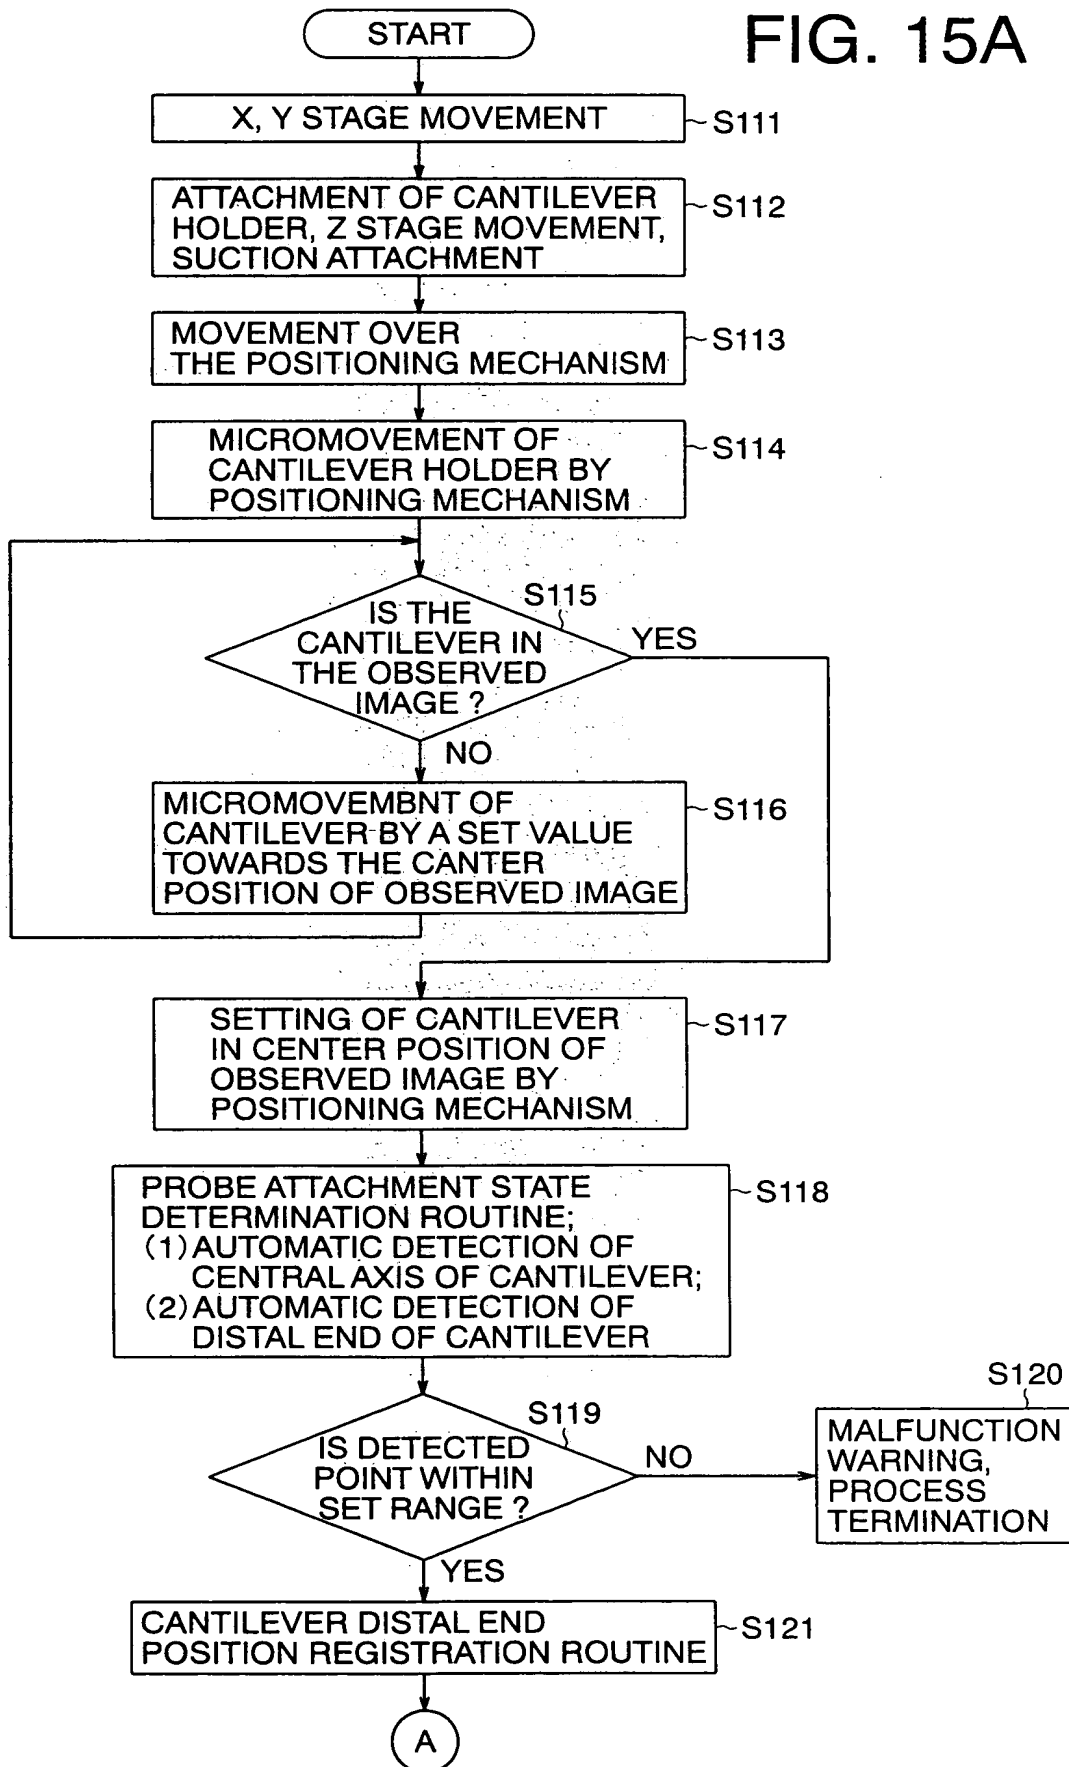 FIG. 15A
START
X, Y STAGE MOVEMENT
S111
ATTACHMENT OF CANTILEVER
HOLDER, Z STAGE MOVEMENT,
SUCTION ATTACHMENT
S112
MOVEMENT OVER
THE POSITIONING MECHANISM
S113
MICROMOVEMENT OF
CANTILEVER HOLDER BY
POSITIONING MECHANISM
S114
S115
IS THE
CANTILEVER IN
THE OBSERVED
IMAGE ?
YES
NO
MICROMOVEMBNT OF
CANTILEVER BY A SET VALUE
TOWARDS THE CANTER
POSITION OF OBSERVED IMAGE
S116
SETTING OF CANTILEVER
IN CENTER POSITION OF
OBSERVED IMAGE BY
POSITIONING MECHANISM
S117
PROBE ATTACHMENT STATE
DETERMINATION ROUTINE;
(1) AUTOMATIC DETECTION OF
CENTRAL AXIS OF CANTILEVER;
(2) AUTOMATIC DETECTION OF
DISTAL END OF CANTILEVER
S118
S119
IS DETECTED
POINT WITHIN
SET RANGE ?
NO
S120
MALFUNCTION
WARNING,
PROCESS
TERMINATION
YES
CANTILEVER DISTAL END
POSITION REGISTRATION ROUTINE
S121
A